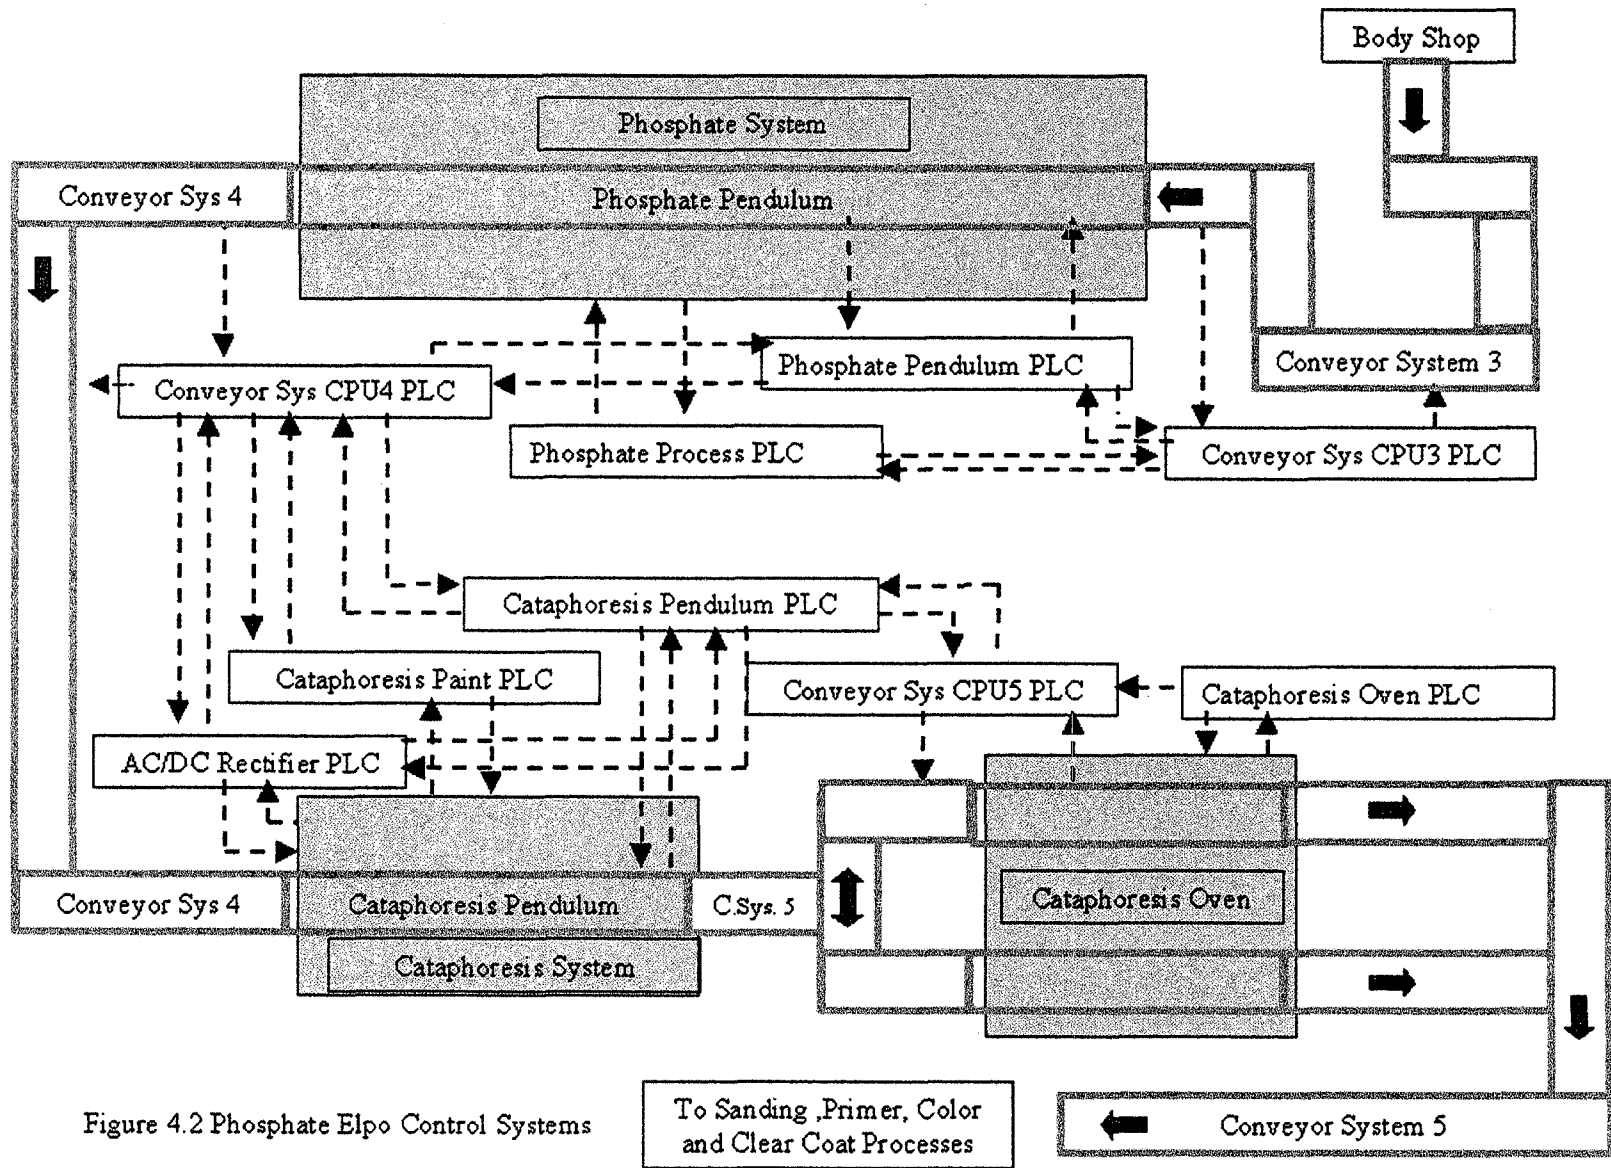 Body Shop
Phosphate System
Conveyor Sys 4
Phosphate Pendulum
Phosphate Pendulum PLC
Conveyor System 3
Conveyor Sys CPU4 PLC
Phosphate Process PLC
Conveyor Sys CPU3 PLC
Cataphoresis Pendulum PLC
Cataphoresis Paint PLC
Conveyor Sys CPU5 PLC
Cataphoresis Oven PLC
AC/DC Rectifier PLC
Conveyor Sys 4
Cataphoresis Pendulum
C.Sys. 5
Cataphoresis Oven
Cataphoresis System
Figure 4.2 Phosphate Elpo Control Systems
To Sanding ,Primer, Color
and Clear Coat Processes
Conveyor System 5